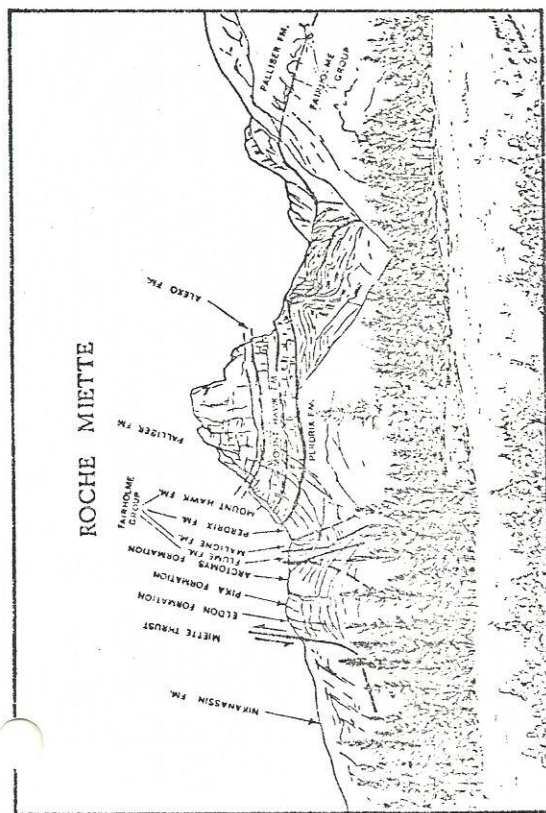 ROCHE MIETTE
NIKANASSIN FM.
MIETTE THRUST
ELDON FORMATION
PIKA FORMATION
ARCTOMYS FORMATION
FLUME FM.
MALIGNE FM.
PERDRIX FM.
MOUNT HAWK FM.
FAIRHOLME
GROUP
PALLISER FM
ALEXO FM.
MOUNT HAWK FM.
PERDRIX FM.
PALLISER FM.
FAIRHOLME
GROUP